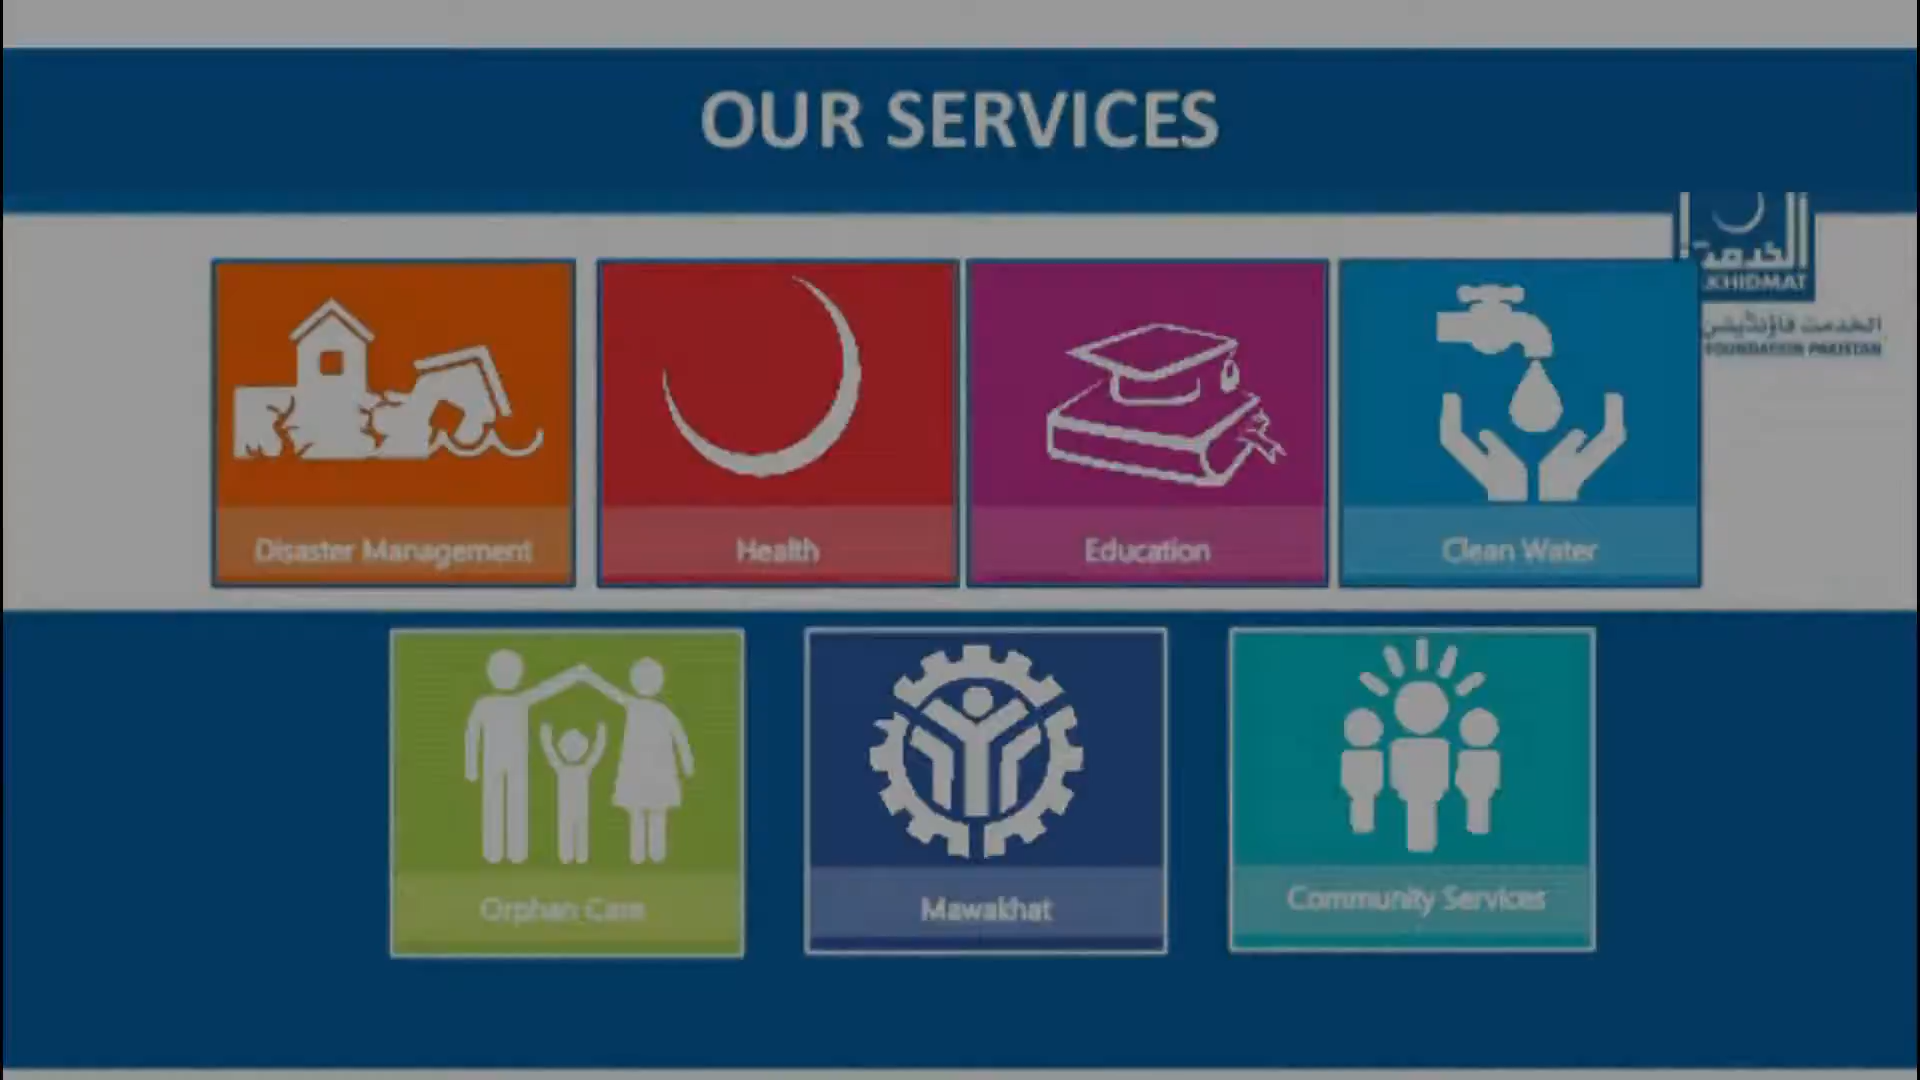 OUR SERVICES
الخدمت
KHIDMAT
الخدمت فاؤنڈیشن
FOUNDATION PAKISTAN
Disaster Management
Health
Education
Clean Water
Orphan Care
Mawakhat
Community Services